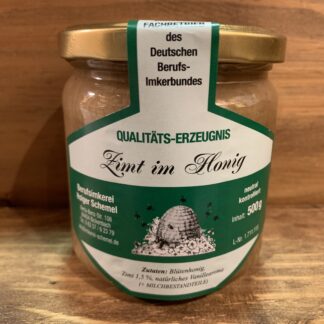 FACHBETRIEB
des
Deutschen
Berufs-
Imkerbundes
QUALITÄTS-ERZEUGNIS
Zimt im Honig
Berufsimkerei
Holger Schemel
neutral
kontrolliert
Inhalt: 500g
Zutaten: Blütenhonig,
Zimt 1,5 %, natürliches Vanillearoma
(= MILCHBESTANDTEILE)